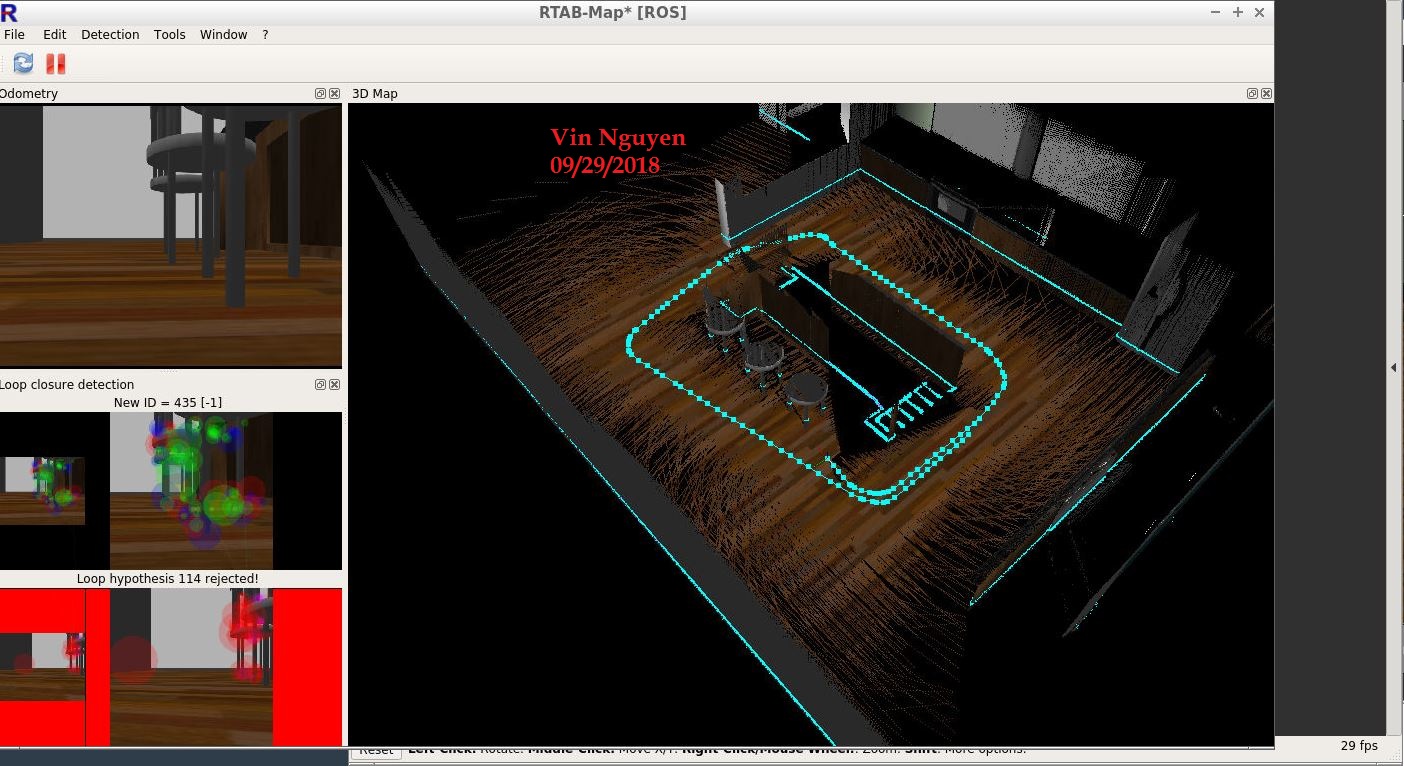 R
RTAB-Map* [ROS]
File Edit Detection Tools Window ?
Odometry
3D Map
Vin Nguyen
09/29/2018
Loop closure detection
New ID = 435 [-1]
Loop hypothesis 114 rejected!
Reset Left-Click: Rotate. Middle-Click: Move X/Y. Right-Click/Mouse Wheel: Zoom. Shift: More options.
29 fps